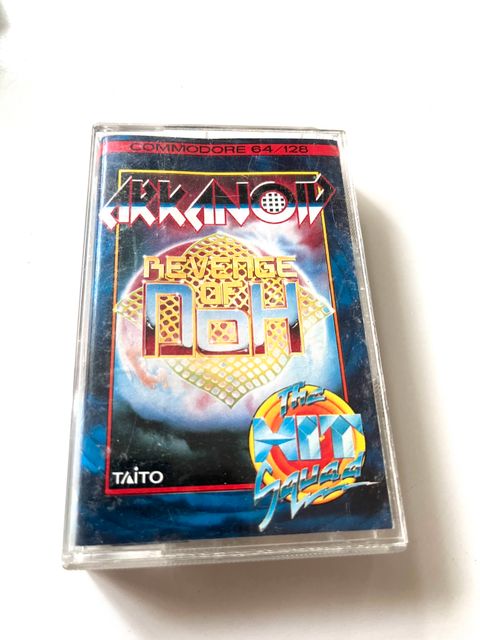 COMMODORE 64/128
ARKANOID
REVENGE
OF
DOH
TAITO
The
HIT
Squad